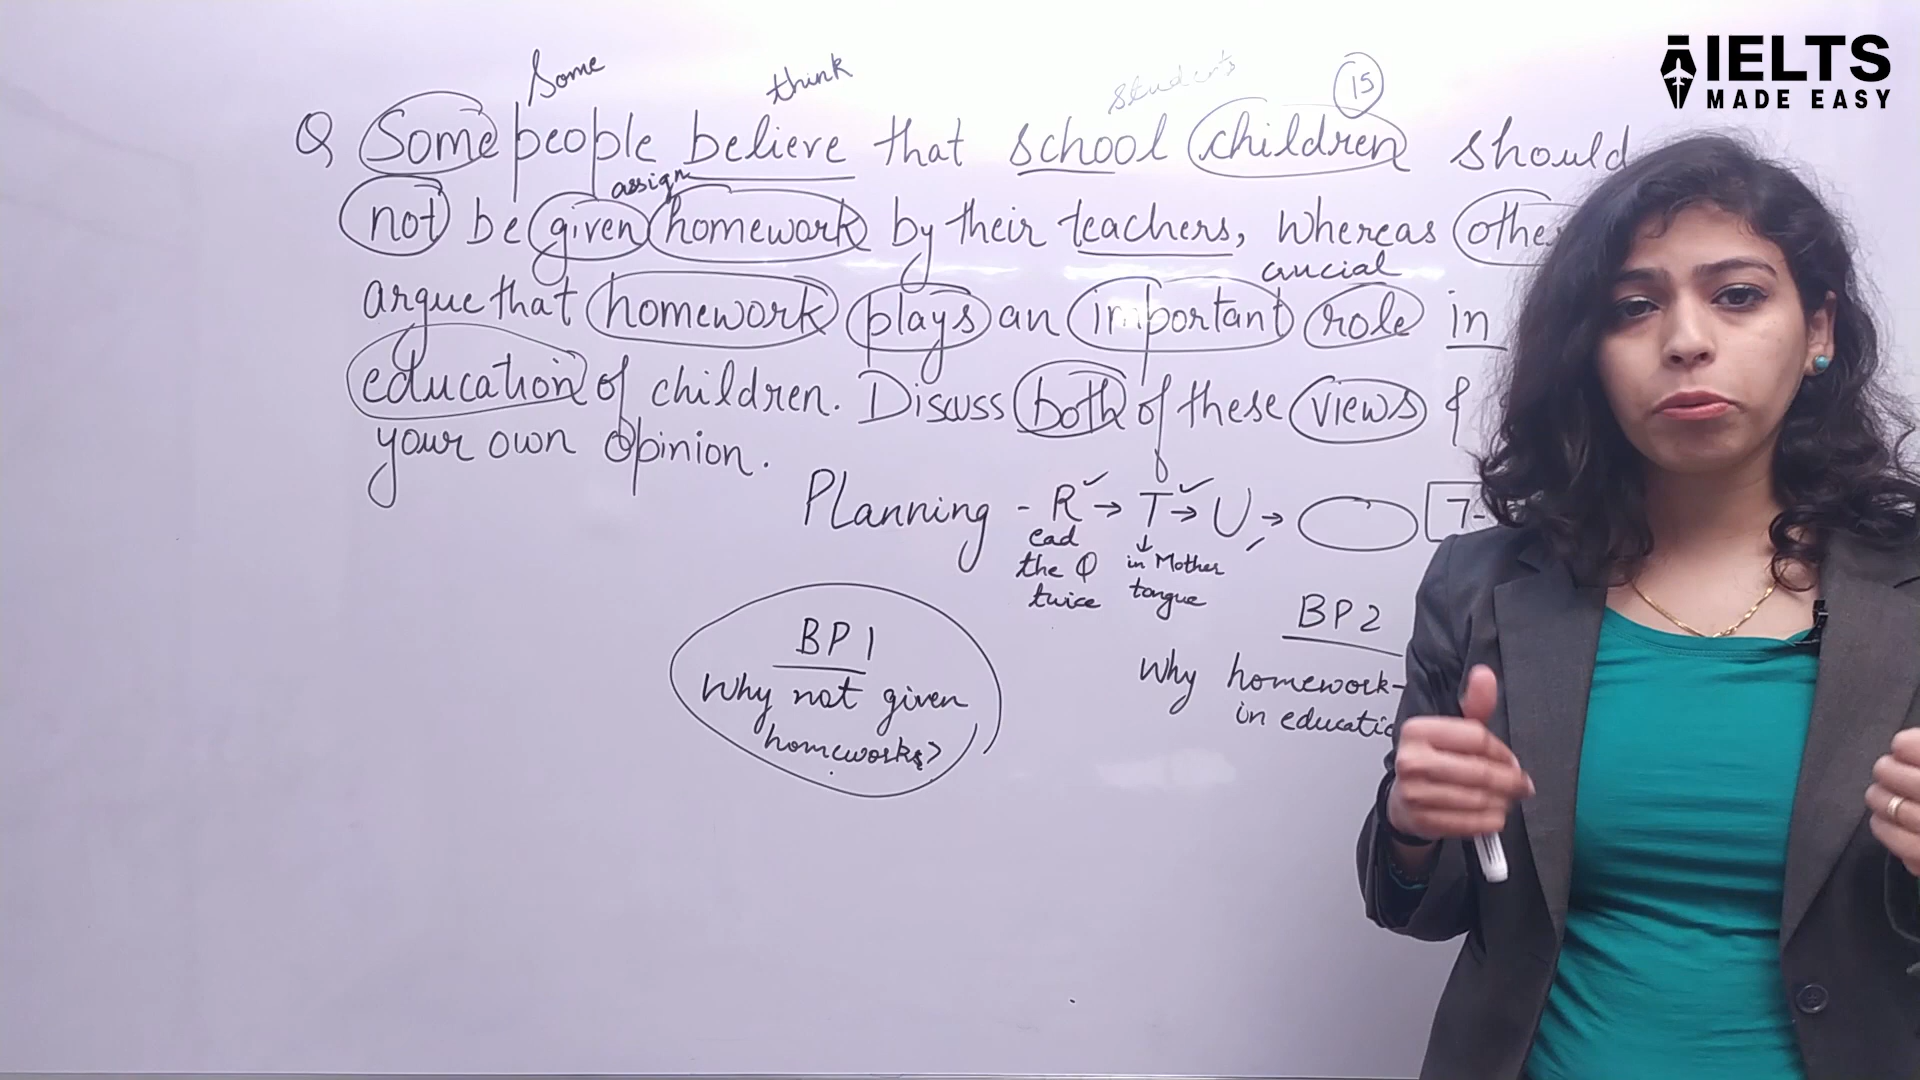 IELTS
MADE EASY
Some think students 15
Q Some people believe that school children should
assign
not be given homework by their teachers, whereas
crucial
argue that homework plays an important role in
education of children. Discuss both of these views &
your own opinion.
Planning - R → T → U →
ead ↓
the Q in Mother
twice tongue
BP1
Why not given
homeworks
BP2
Why homework-
in